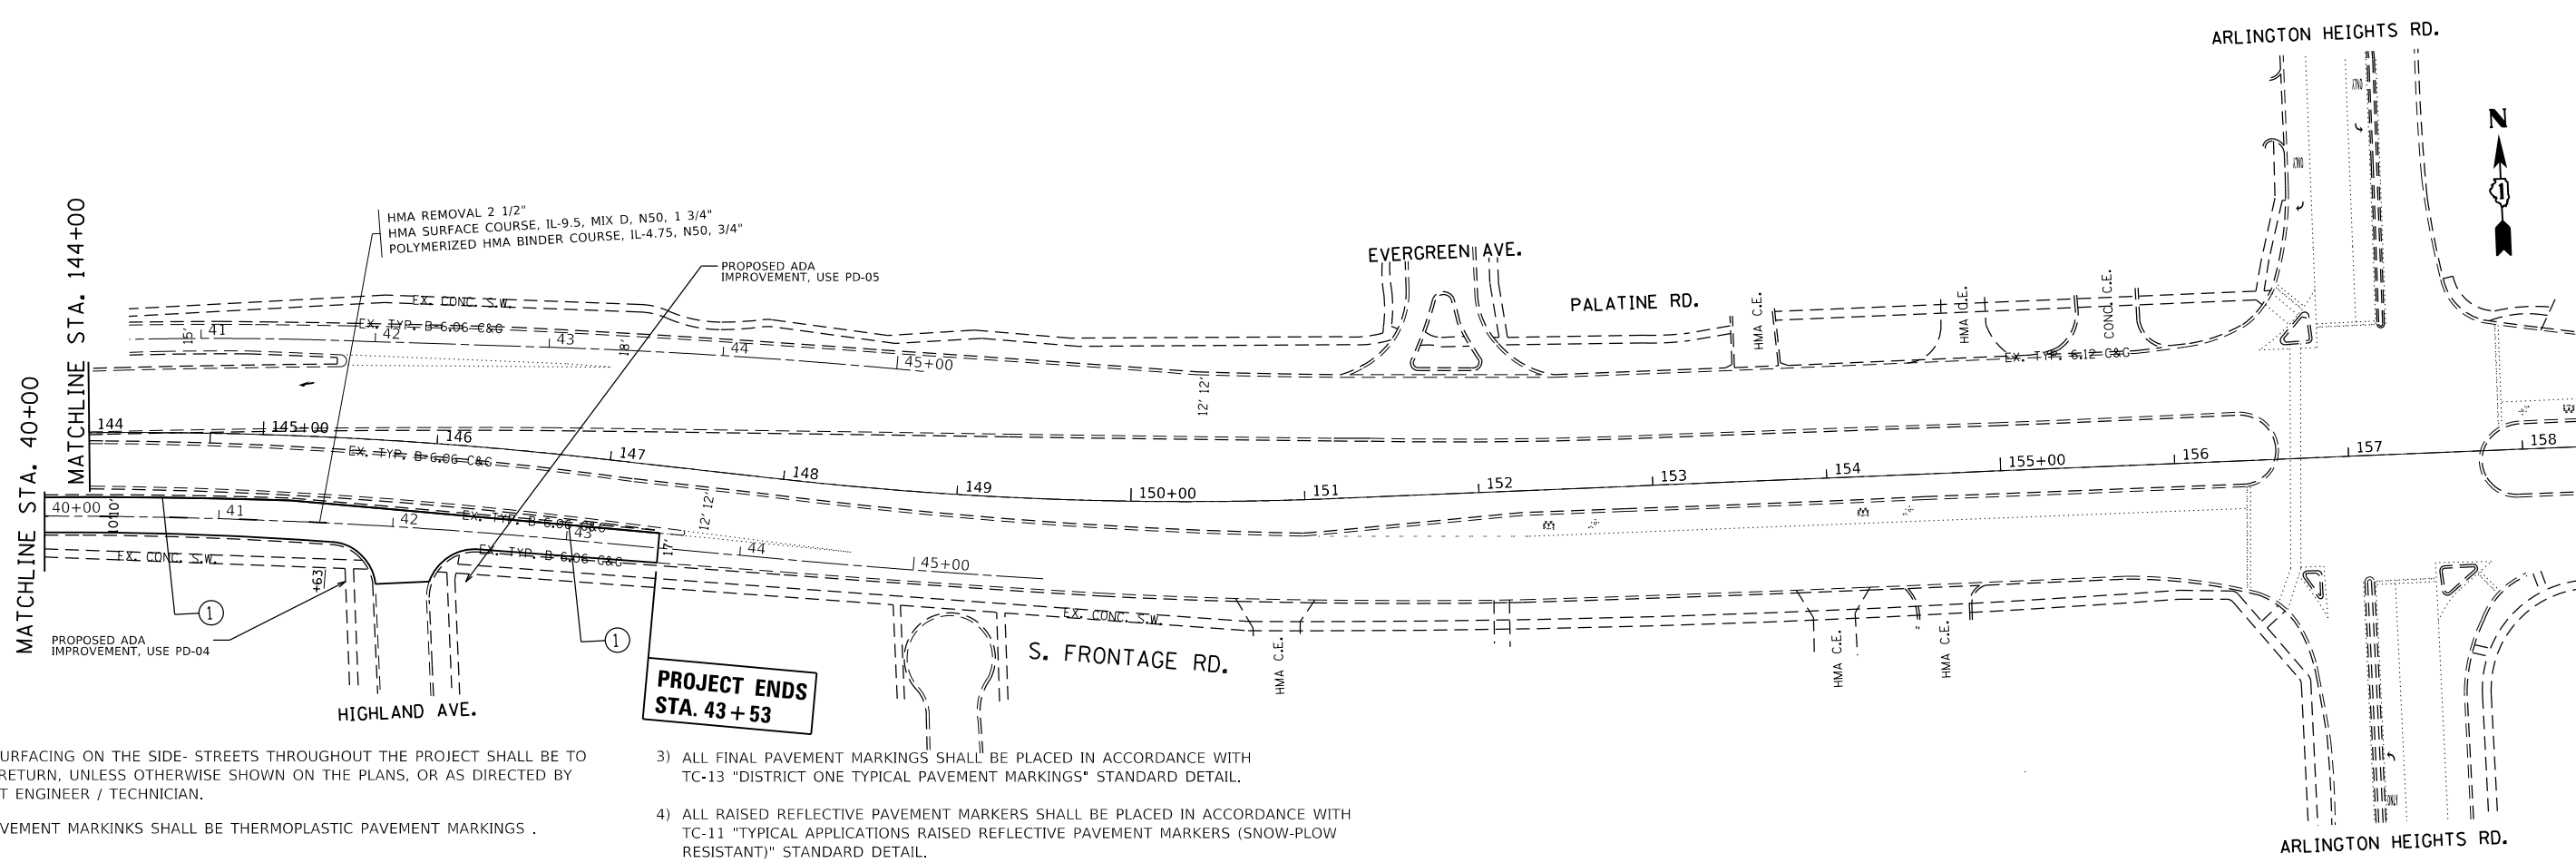 ARLINGTON HEIGHTS RD.
N
1
ONLY
ONLY
MATCHLINE STA. 144+00
MATCHLINE STA. 40+00
HMA REMOVAL 2 1/2"
HMA SURFACE COURSE, IL-9.5, MIX D, N50, 1 3/4"
POLYMERIZED HMA BINDER COURSE, IL-4.75, N50, 3/4"
PROPOSED ADA
IMPROVEMENT, USE PD-05
EVERGREEN AVE.
PALATINE RD.
HMA C.E.
HMA C.E.
CONC. C.E.
EX. CONC. S.W.
EX. TYP. B-6.06 C&G
EX. TYP. 6.12 C&G
15'
41
42
43
18'
44
45+00
12' 12'
144
145+00
146
147
148
149
150+00
151
152
153
154
155+00
156
157
158
EX. TYP. B-6.06 C&G
40+00
10'10'
41
42
43
17'
44
45+00
12' 12'
EX. TYP. B-6.06 C&G
EX. TYP. B-6.06 C&G
EX. CONC. S.W.
+63
1
1
PROPOSED ADA
IMPROVEMENT, USE PD-04
HIGHLAND AVE.
PROJECT ENDS
STA. 43+53
EX. CONC. S.W.
S. FRONTAGE RD.
HMA C.E.
HMA C.E.
HMA C.E.
ONLY
ARLINGTON HEIGHTS RD.
URFACING ON THE SIDE- STREETS THROUGHOUT THE PROJECT SHALL BE TO
RETURN, UNLESS OTHERWISE SHOWN ON THE PLANS, OR AS DIRECTED BY
T ENGINEER / TECHNICIAN.
VEMENT MARKINKS SHALL BE THERMOPLASTIC PAVEMENT MARKINGS .
3) ALL FINAL PAVEMENT MARKINGS SHALL BE PLACED IN ACCORDANCE WITH
TC-13 "DISTRICT ONE TYPICAL PAVEMENT MARKINGS" STANDARD DETAIL.
4) ALL RAISED REFLECTIVE PAVEMENT MARKERS SHALL BE PLACED IN ACCORDANCE WITH
TC-11 "TYPICAL APPLICATIONS RAISED REFLECTIVE PAVEMENT MARKERS (SNOW-PLOW
RESISTANT)" STANDARD DETAIL.